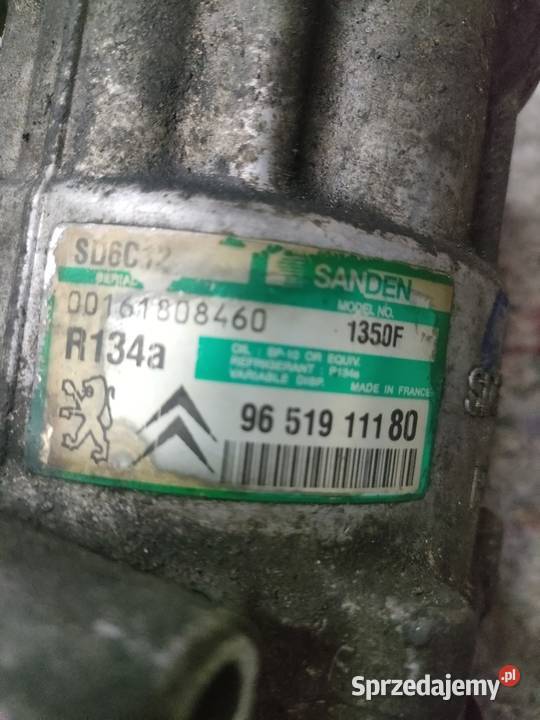 SD6C12
SANDEN
SERIAL
MODEL NO.
00161808460
1350F
R134a
OIL : SP-10 OR EQUIV.
REFRIGERANT : R134a
VARIABLE DISP.
MADE IN FRANCE
96 519 111 80
Sprzedajemy.pl